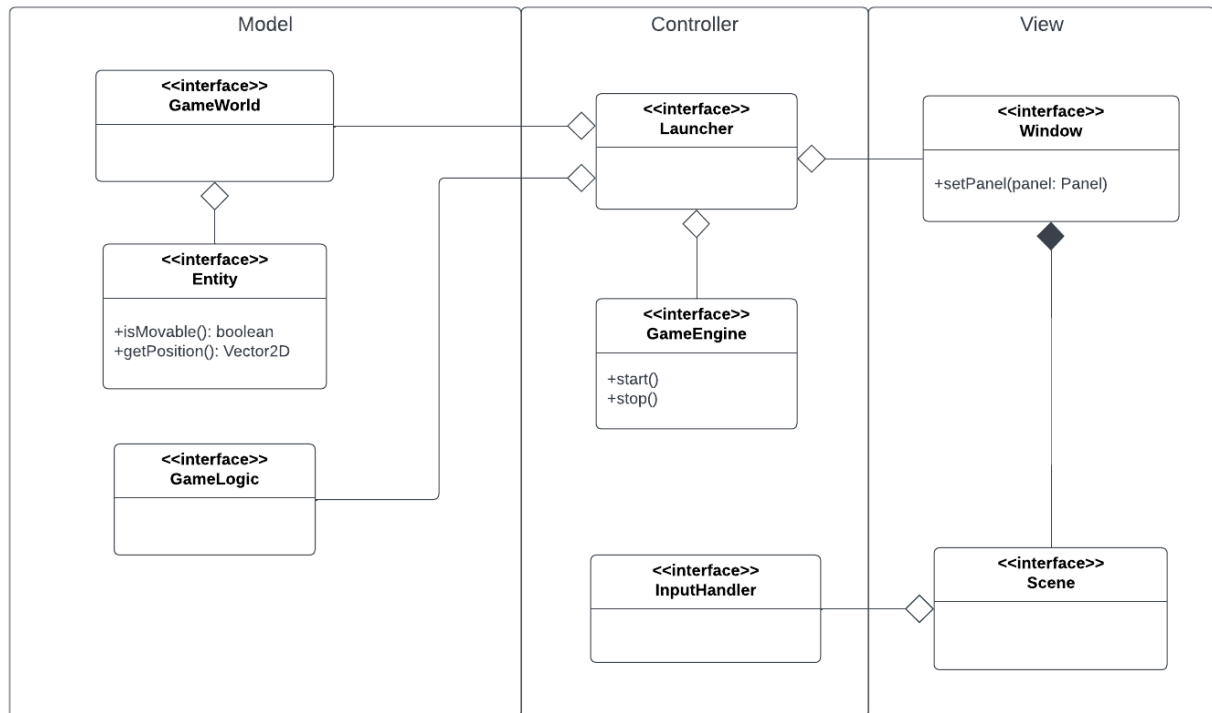 Model
<<interface>>
GameWorld
<<interface>>
Entity
+isMovable(): boolean
+getPosition(): Vector2D
<<interface>>
GameLogic
Controller
<<interface>>
Launcher
<<interface>>
GameEngine
+start()
+stop()
<<interface>>
InputHandler
View
<<interface>>
Window
+setPanel(panel: Panel)
<<interface>>
Scene